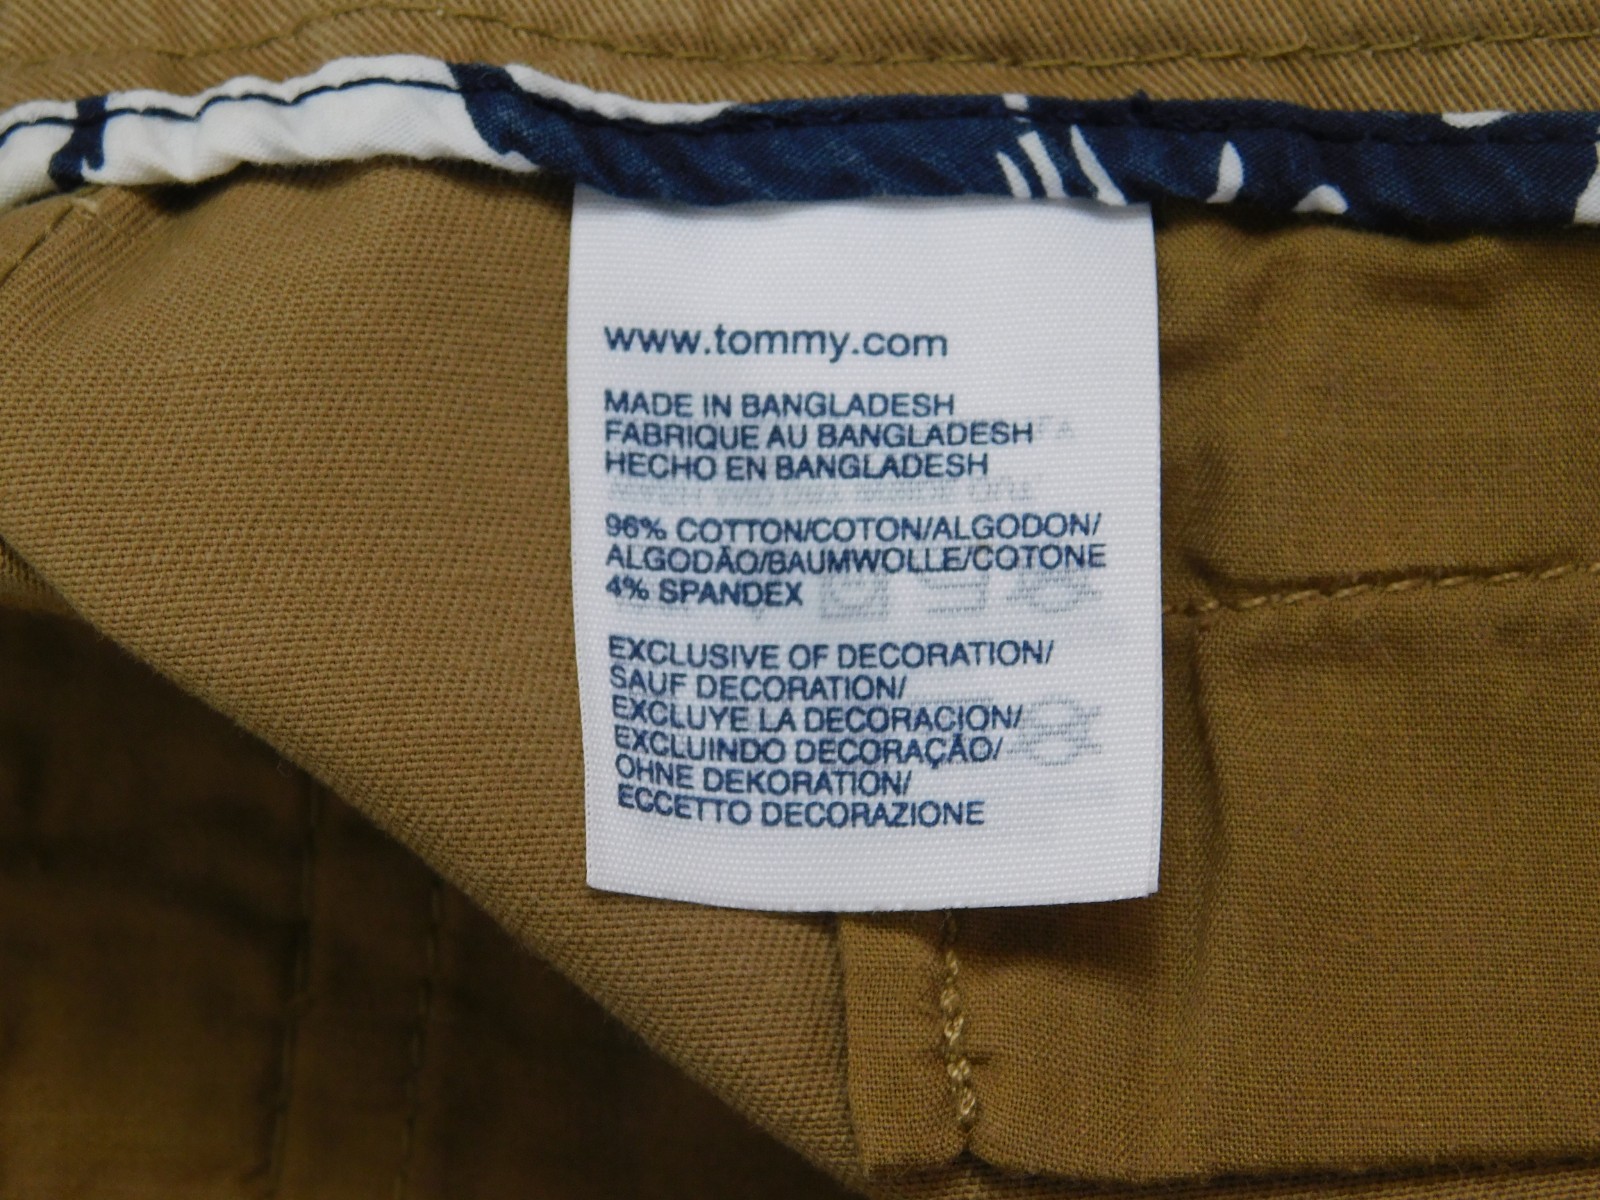 www.tommy.com
MADE IN BANGLADESH
FABRIQUE AU BANGLADESH
HECHO EN BANGLADESH
96% COTTON/COTON/ALGODON/
ALGODÃO/BAUMWOLLE/COTONE
4% SPANDEX
EXCLUSIVE OF DECORATION/
SAUF DECORATION/
EXCLUYE LA DECORACION/
EXCLUINDO DECORAÇÃO/
OHNE DEKORATION/
ECCETTO DECORAZIONE